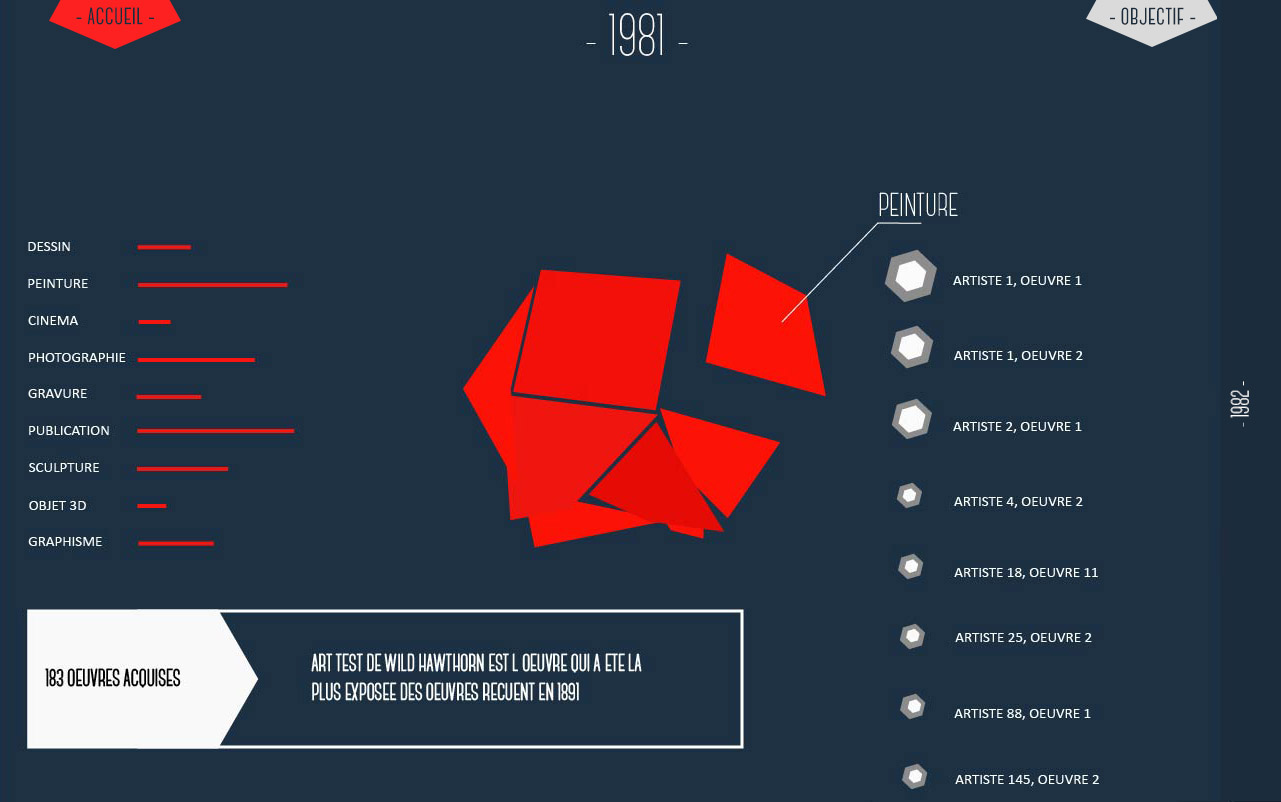 - ACCUEIL -
- 1981 -
- OBJECTIF -
PEINTURE
DESSIN
PEINTURE
CINEMA
PHOTOGRAPHIE
GRAVURE
PUBLICATION
SCULPTURE
OBJET 3D
GRAPHISME
ARTISTE 1, OEUVRE 1
ARTISTE 1, OEUVRE 2
ARTISTE 2, OEUVRE 1
ARTISTE 4, OEUVRE 2
ARTISTE 18, OEUVRE 11
ARTISTE 25, OEUVRE 2
ARTISTE 88, OEUVRE 1
ARTISTE 145, OEUVRE 2
- 1982 -
183 OEUVRES ACQUISES
ART TEST DE WILD HAWTHORN EST L OEUVRE QUI A ETE LA
PLUS EXPOSEE DES OEUVRES RECUENT EN 1891